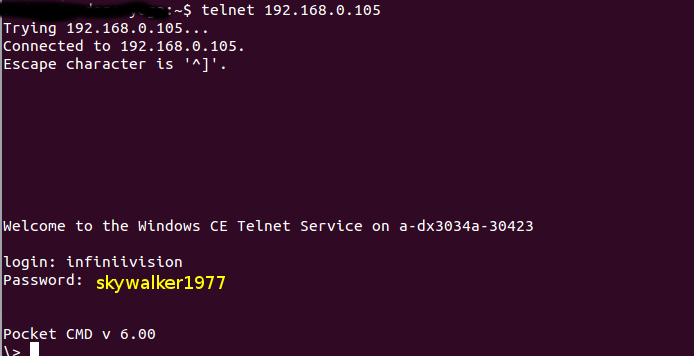 :~$ telnet 192.168.0.105
Trying 192.168.0.105...
Connected to 192.168.0.105.
Escape character is '^]'.
Welcome to the Windows CE Telnet Service on a-dx3034a-30423
login: infiniivision
Password: skywalker1977
Pocket CMD v 6.00
\>